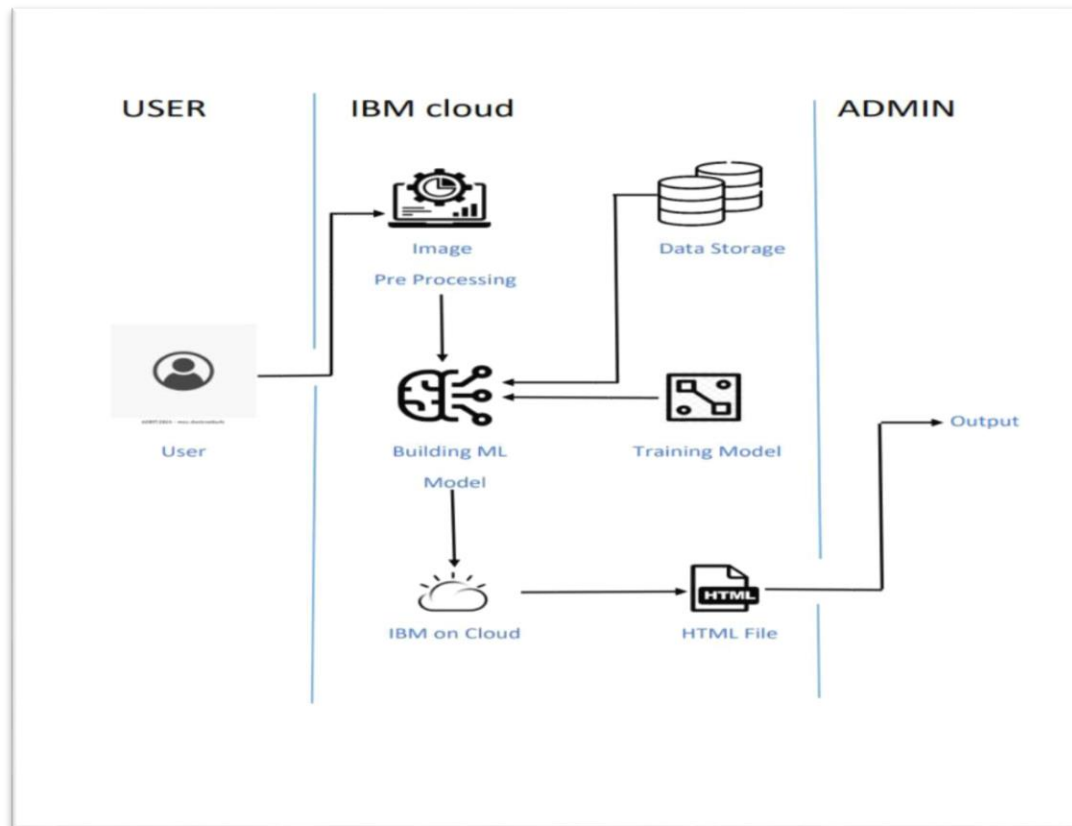 USER
IBM cloud
ADMIN
Image
Pre Processing
Data Storage
User
Building ML
Model
Training Model
Output
HTML
IBM on Cloud
HTML File